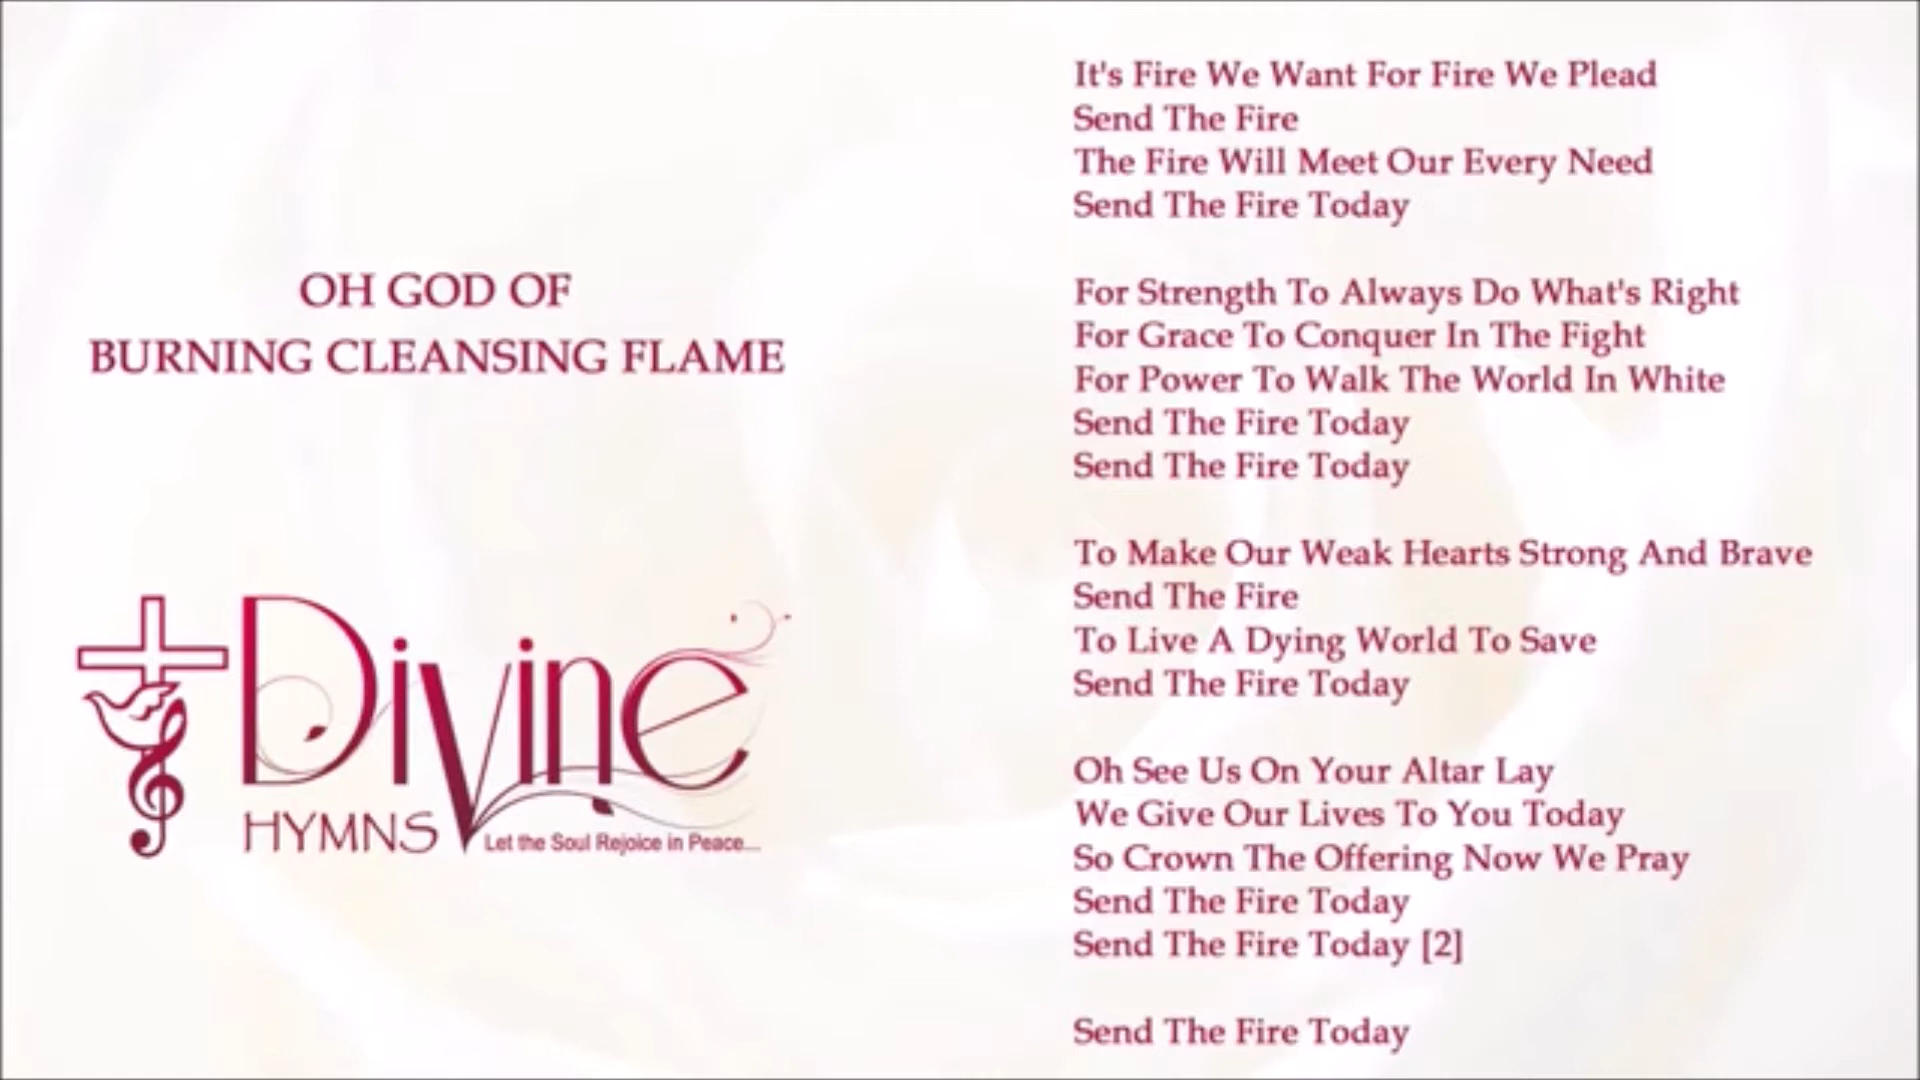 OH GOD OF
BURNING CLEANSING FLAME
Divine
HYMNS
Let the Soul Rejoice in Peace...
It's Fire We Want For Fire We Plead
Send The Fire
The Fire Will Meet Our Every Need
Send The Fire Today
For Strength To Always Do What's Right
For Grace To Conquer In The Fight
For Power To Walk The World In White
Send The Fire Today
Send The Fire Today
To Make Our Weak Hearts Strong And Brave
Send The Fire
To Live A Dying World To Save
Send The Fire Today
Oh See Us On Your Altar Lay
We Give Our Lives To You Today
So Crown The Offering Now We Pray
Send The Fire Today
Send The Fire Today [2]
Send The Fire Today